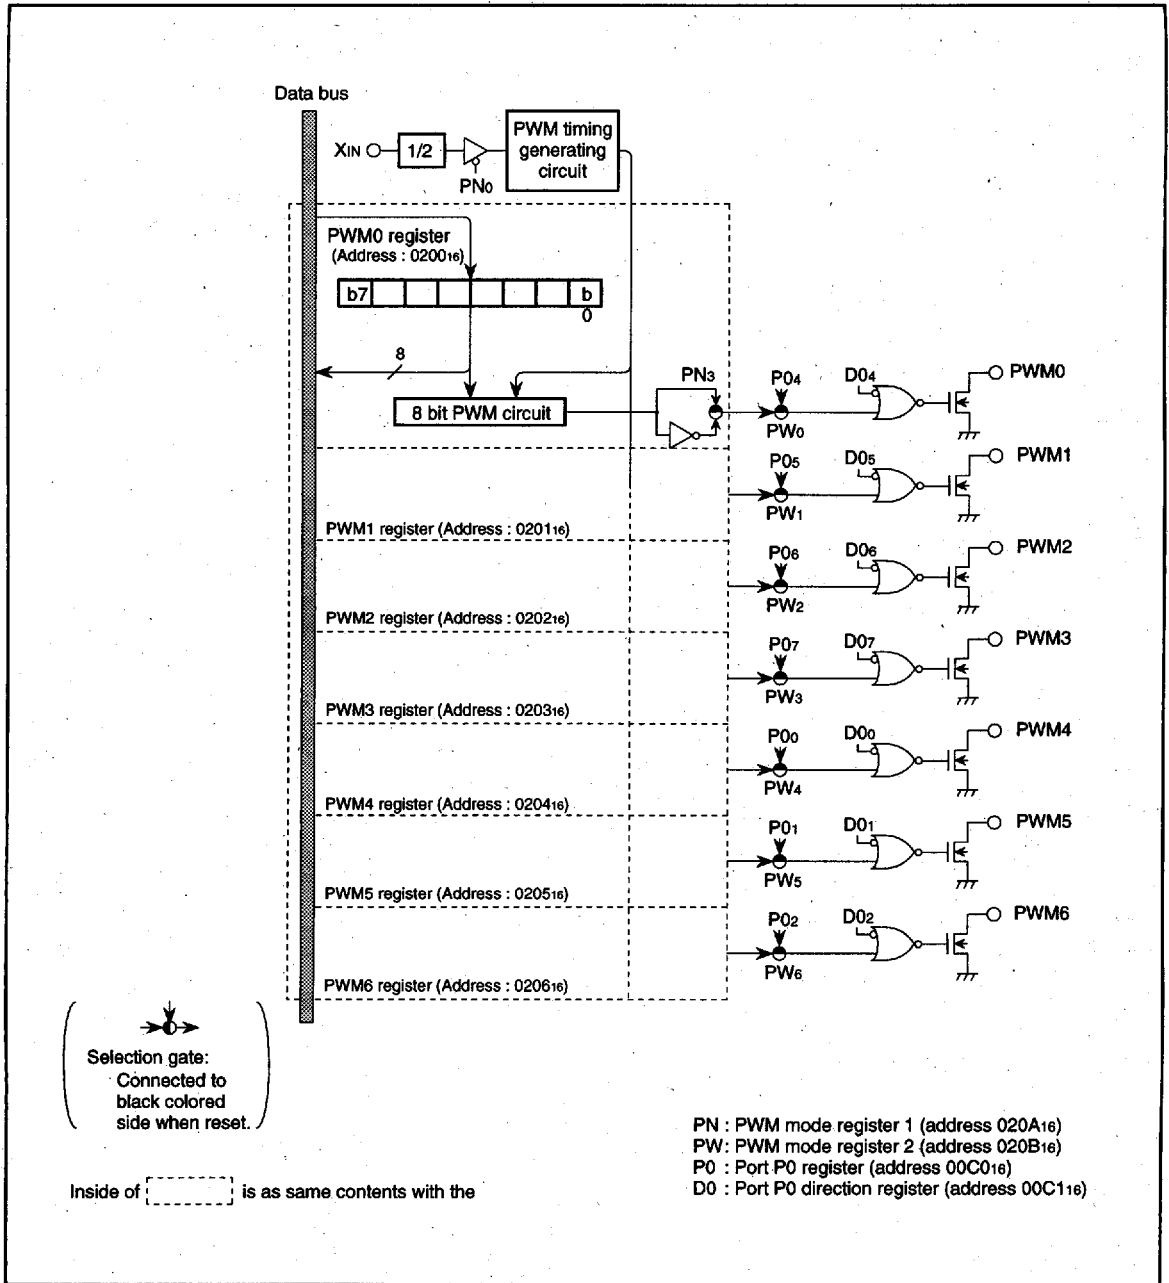 Data bus
XIN
1/2
PN0
PWM timing
generating
circuit
PWM0 register
(Address : 020016)
b7
b
0
8
8 bit PWM circuit
PN3
P04
PW0
D04
PWM0
P05
PW1
D05
PWM1
PWM1 register (Address : 020116)
P06
PW2
D06
PWM2
PWM2 register (Address : 020216)
P07
PW3
D07
PWM3
PWM3 register (Address : 020316)
P00
PW4
D00
PWM4
PWM4 register (Address : 020416)
P01
PW5
D01
PWM5
PWM5 register (Address : 020516)
P02
PW6
D02
PWM6
PWM6 register (Address : 020616)
Selection gate:
Connected to
black colored
side when reset.
PN : PWM mode register 1 (address 020A16)
PW: PWM mode register 2 (address 020B16)
P0 : Port P0 register (address 00C016)
D0 : Port P0 direction register (address 00C116)
Inside of is as same contents with the